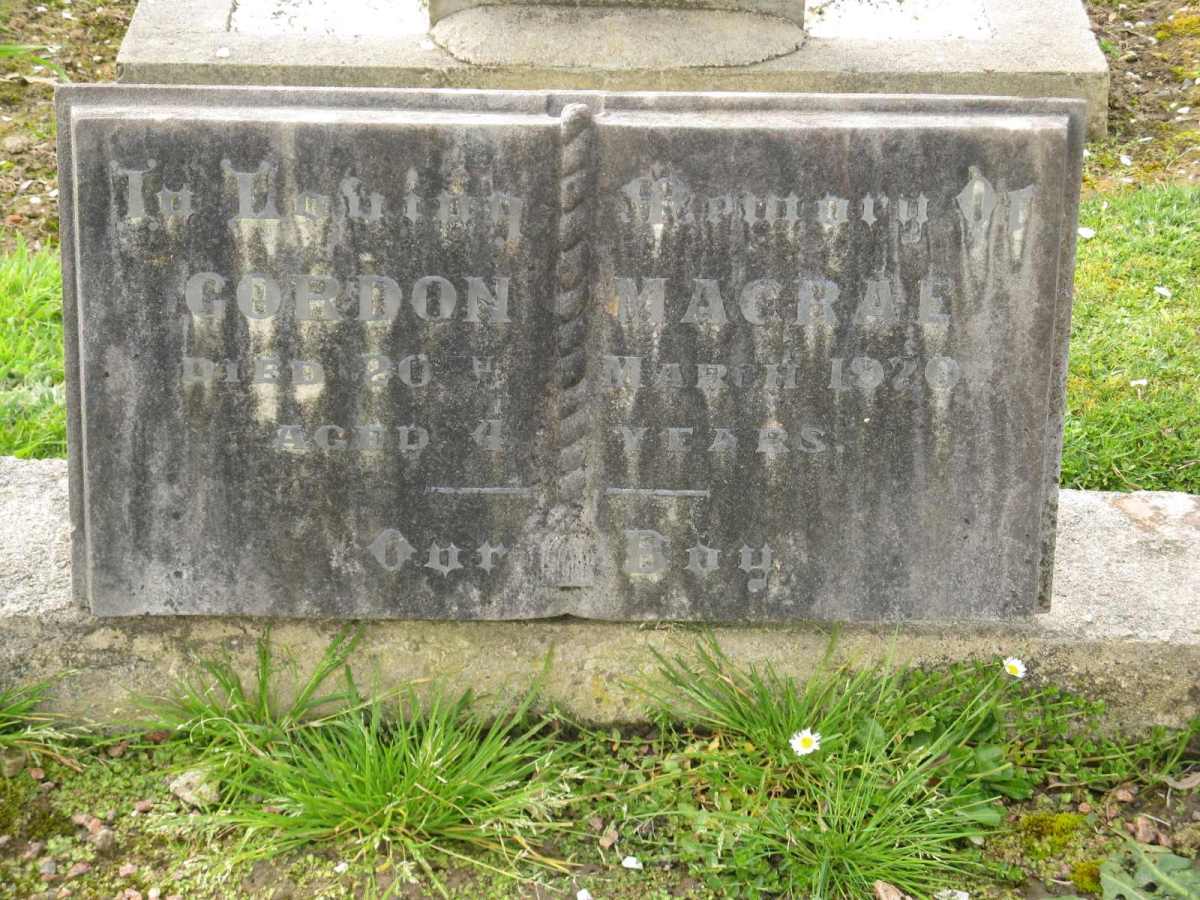 In Loving Memory Of
GORDON MACRAE
DIED 20TH MARCH 1920
AGED 4 YEARS.
Our Boy